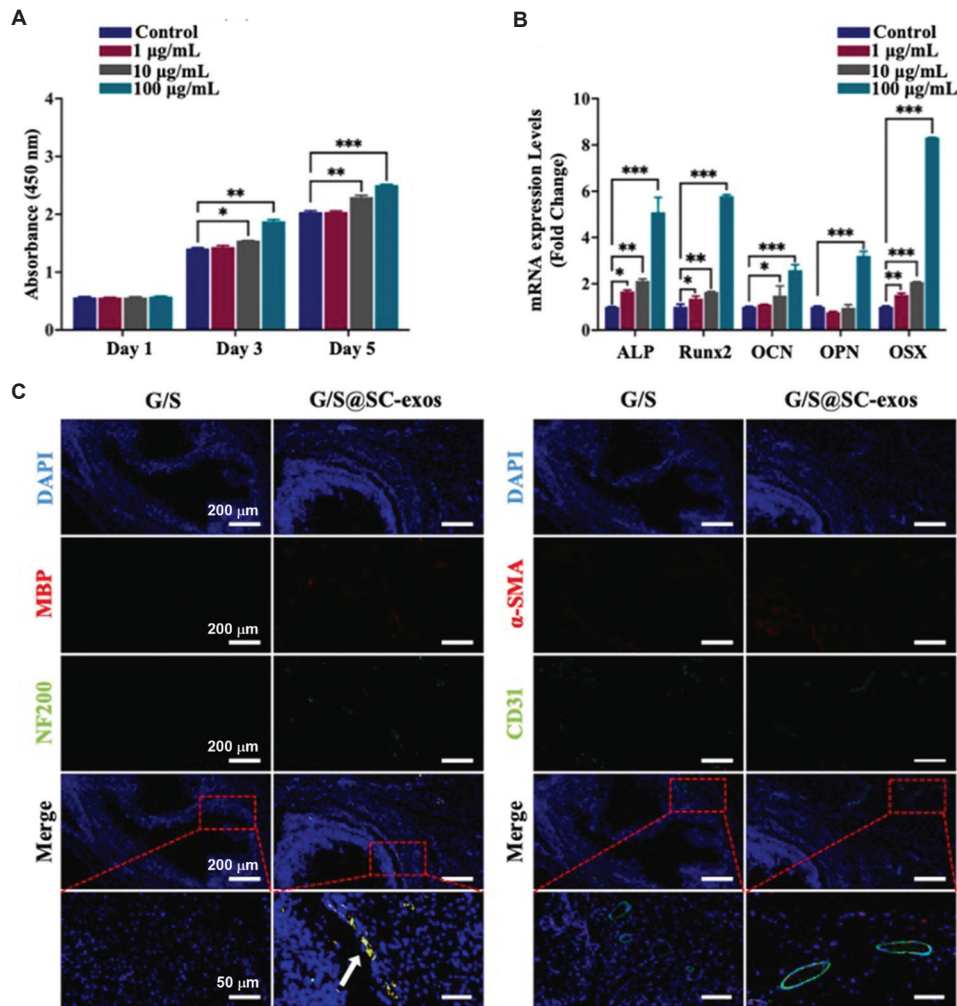 A
Control
1 µg/mL
10 µg/mL
100 µg/mL
Absorbance (450 nm)
4
3
2
1
0
*
**
**
***
Day 1
Day 3
Day 5
B
Control
1 µg/mL
10 µg/mL
100 µg/mL
mRNA expression Levels
(Fold Change)
10
8
6
4
2
0
*
**
***
*
**
***
*
***
***
**
***
***
ALP
Runx2
OCN
OPN
OSX
C
G/S
G/S@SC-exos
G/S
G/S@SC-exos
DAPI
200 µm
DAPI
MBP
200 µm
α-SMA
NF200
200 µm
CD31
Merge
200 µm
Merge
50 µm